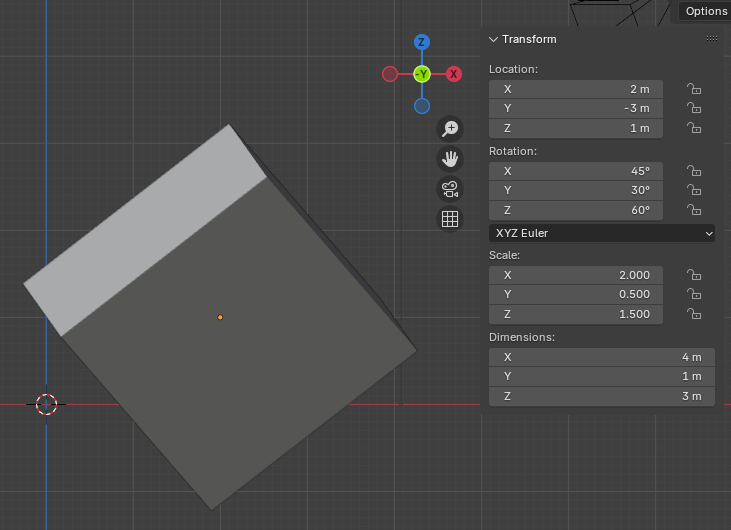 Options
Transform
Z
-Y
X
Location:
X 2 m
Y -3 m
Z 1 m
Rotation:
X 45°
Y 30°
Z 60°
XYZ Euler
Scale:
X 2.000
Y 0.500
Z 1.500
Dimensions:
X 4 m
Y 1 m
Z 3 m